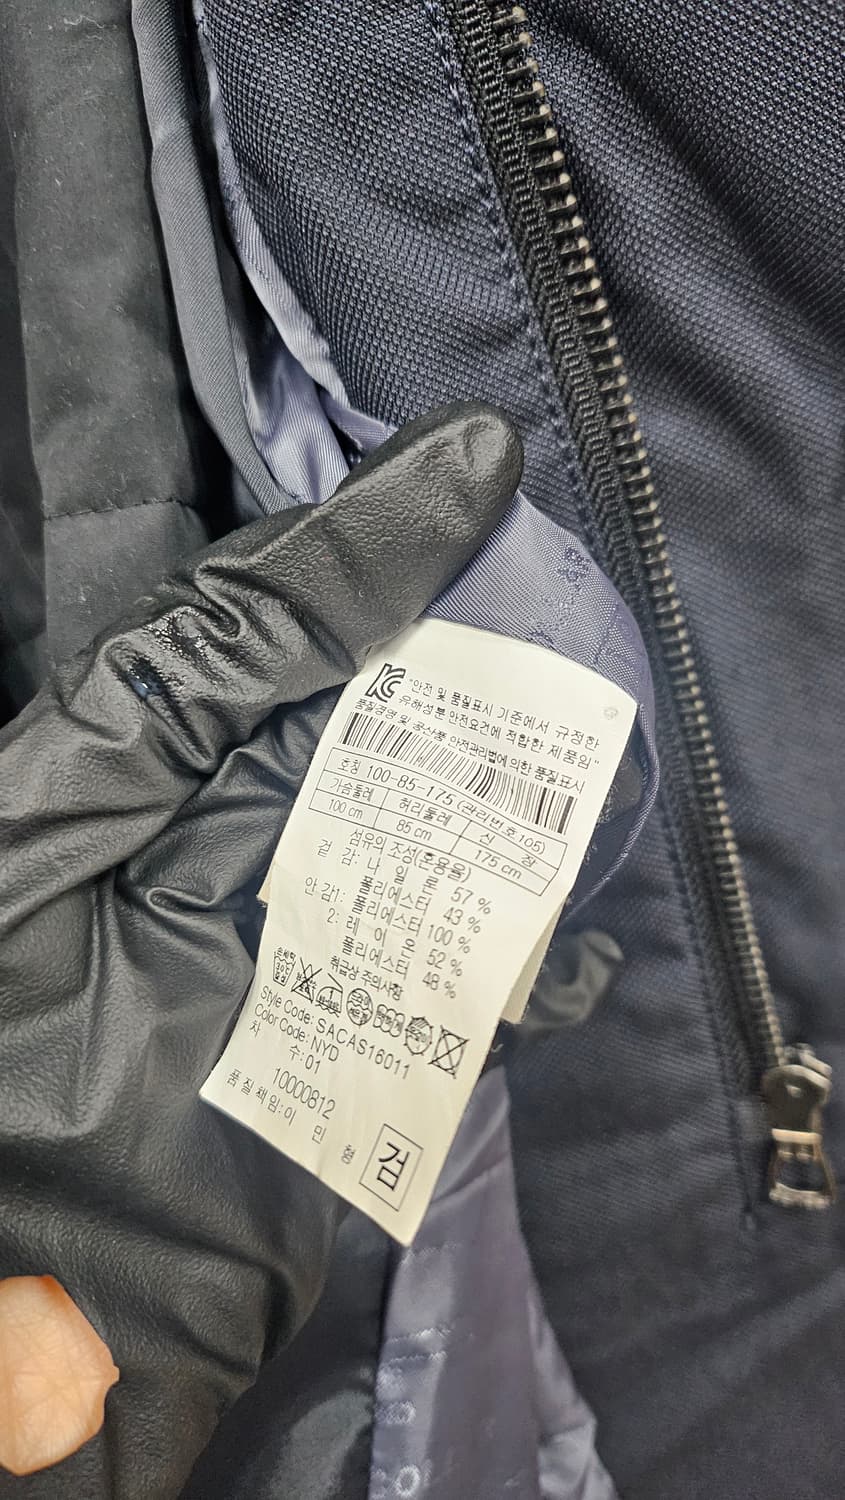 "안전 및 품질표시 기준에서 규정한
유해성분 안전요건에 적합한 제품임"
품질경영 및 공산품 안전관리법에 의한 품질표시
호칭 100-85-175 (관리번호:105)
가슴둘레 허리둘레 신 장
100 cm 85 cm 175 cm
섬유의 조성(혼용율)
겉 감: 나 일 론 57 %
폴리에스터 43 %
안 감1: 폴리에스터 100 %
2: 레 이 온 52 %
폴리에스터 48 %
취급상 주의사항
손세탁
30℃
중성
Style Code: SACAS16011
Color Code: NYD
차 수:01
10000812
품질책임:이 민 형
검